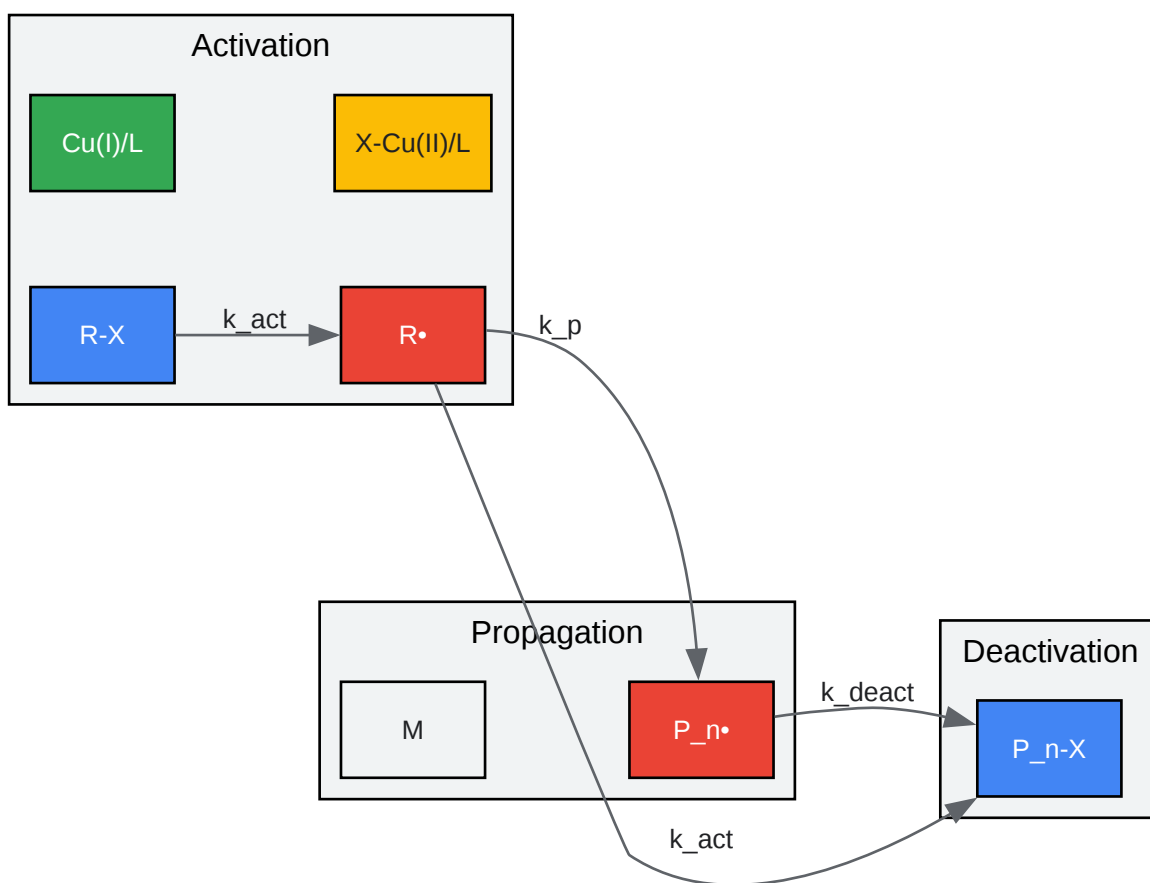 Activation
Cu(I)/L
X-Cu(II)/L
R-X
k_act
R•
k_p
Propagation
M
P_n•
k_deact
Deactivation
P_n-X
k_act